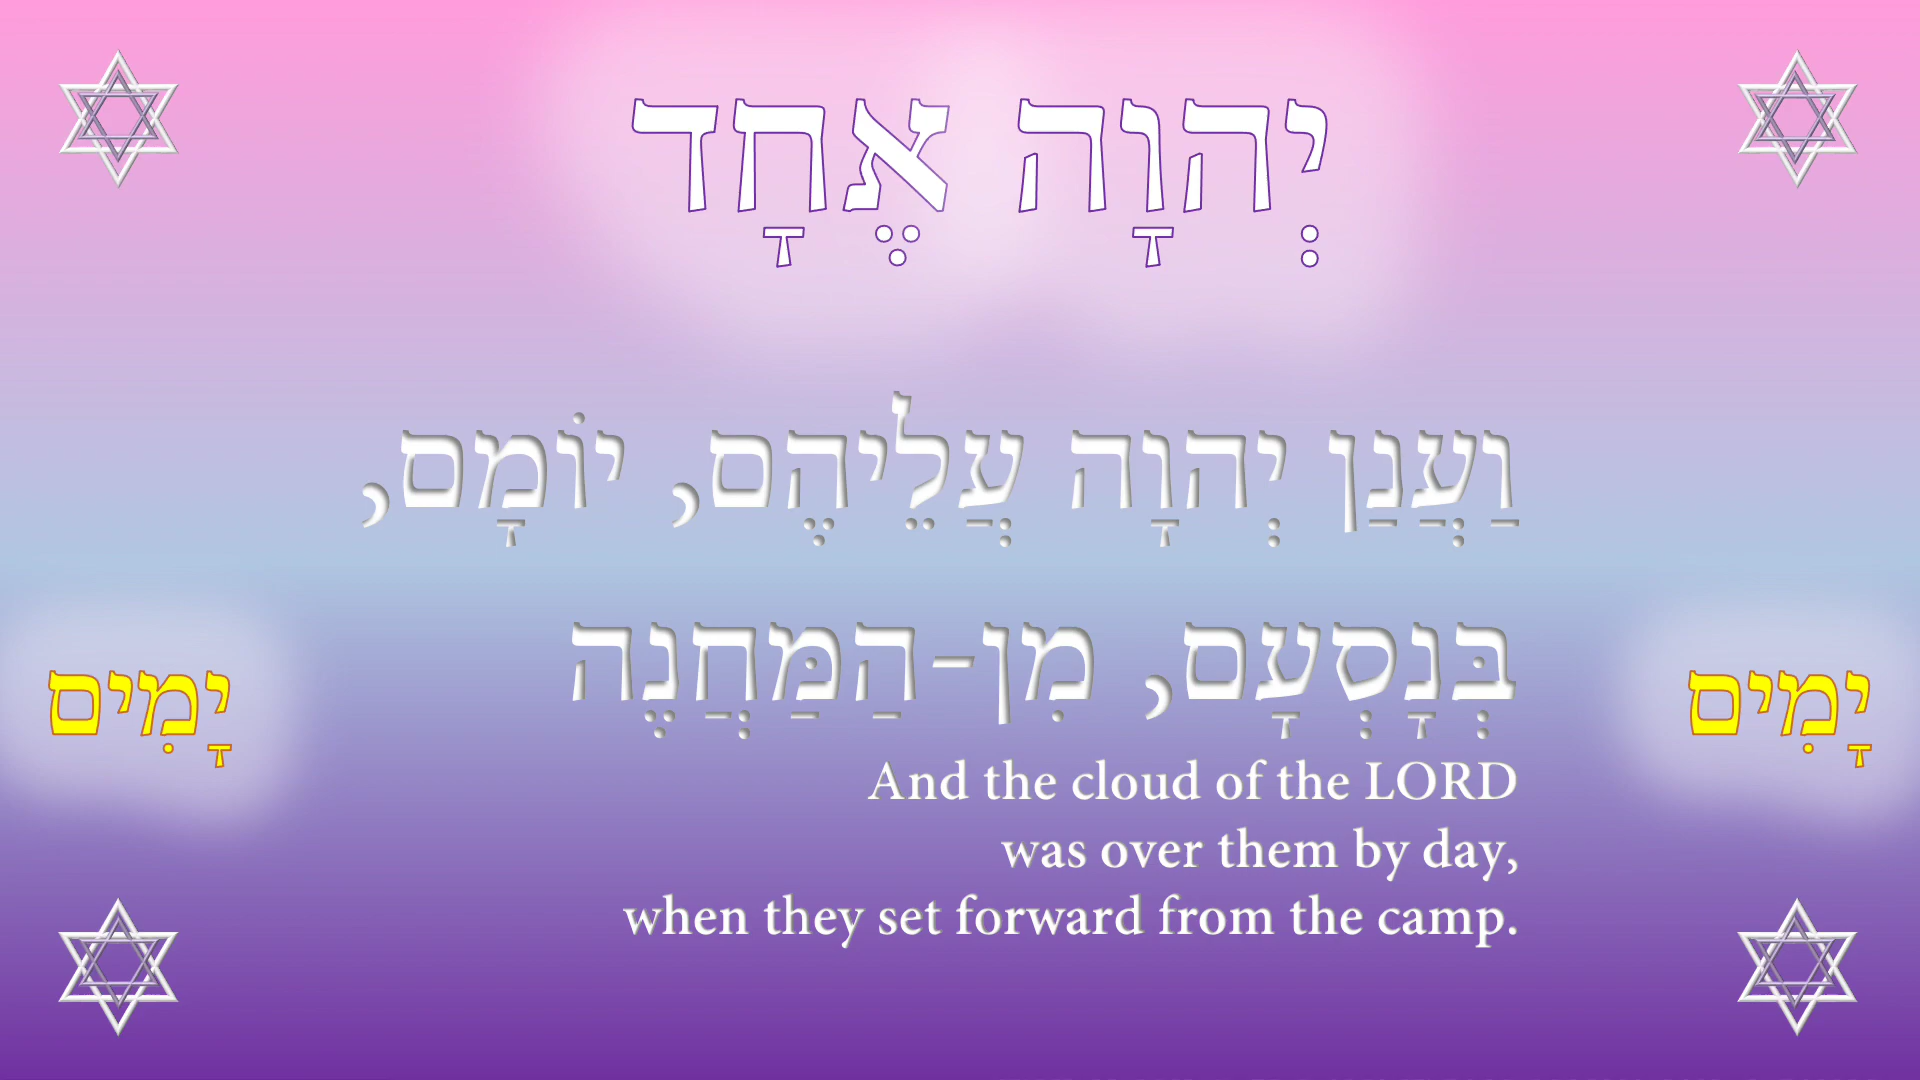 יְהוָה אֶחָד
וַעֲנַן יְהוָה עֲלֵיהֶם, יוֹמָם,
בְּנָסְעָם, מִן-הַמַּחֲנֶה
יָמִים
יָמִים
And the cloud of the LORD
was over them by day,
when they set forward from the camp.